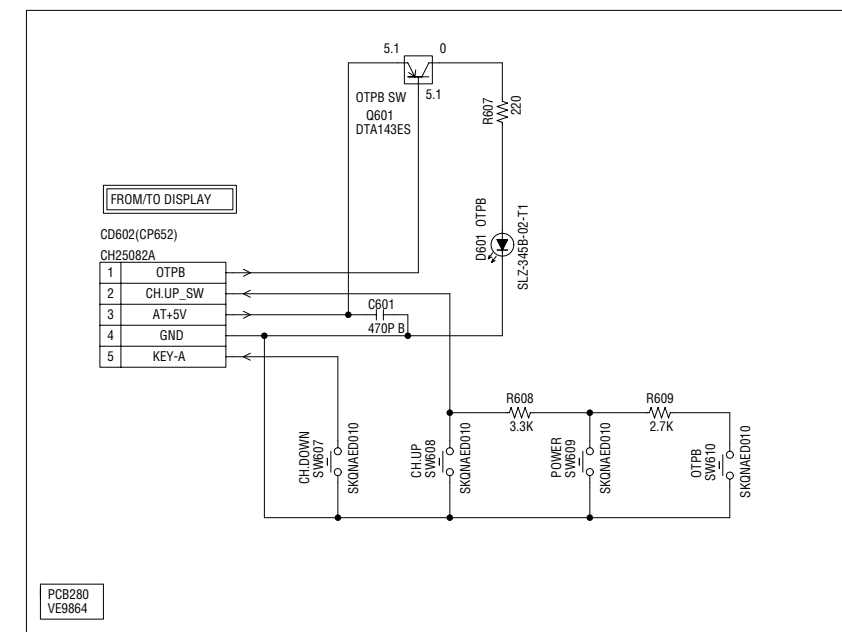 5.1 0
5.1
OTPB SW
Q601
DTA143ES
R607
220
FROM/TO DISPLAY
D601 OTPB
SLZ-345B-02-T1
CD602(CP652)
CH25082A
1 OTPB
2 CH.UP_SW
3 AT+5V
4 GND
5 KEY-A
C601
470P B
R608
3.3K
R609
2.7K
CH.DOWN
SW607
SKQNAED010
CH.UP
SW608
SKQNAED010
POWER
SW609
SKQNAED010
OTPB
SW610
SKQNAED010
PCB280
VE9864